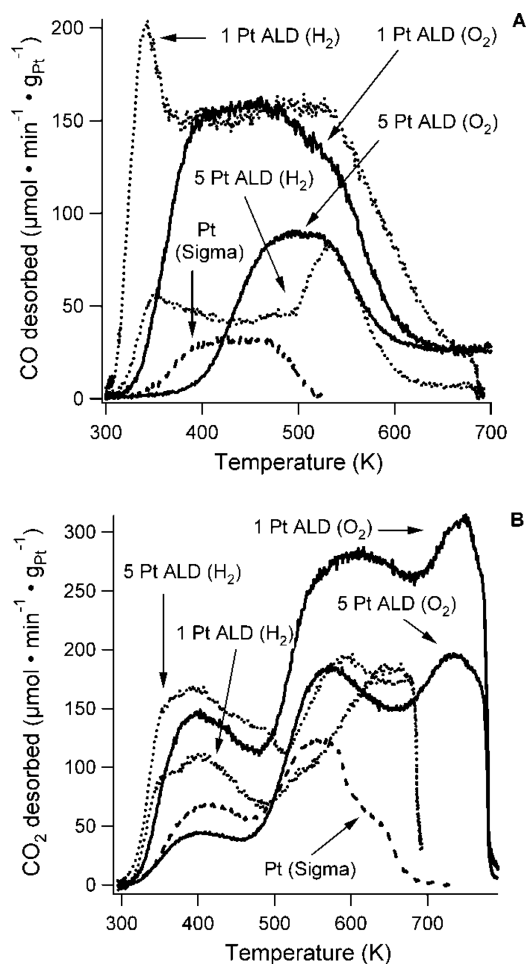 A
200
150
100
50
0
300
400
500
600
700
Temperature (K)
CO desorbed (μmol • min⁻¹ • g_Pt⁻¹)
1 Pt ALD (H₂)
1 Pt ALD (O₂)
5 Pt ALD (O₂)
5 Pt ALD (H₂)
Pt
(Sigma)
B
300
250
200
150
100
50
0
300
400
500
600
700
Temperature (K)
CO₂ desorbed (μmol • min⁻¹ • g_Pt⁻¹)
1 Pt ALD (O₂)
5 Pt ALD (H₂)
5 Pt ALD (O₂)
1 Pt ALD (H₂)
Pt (Sigma)